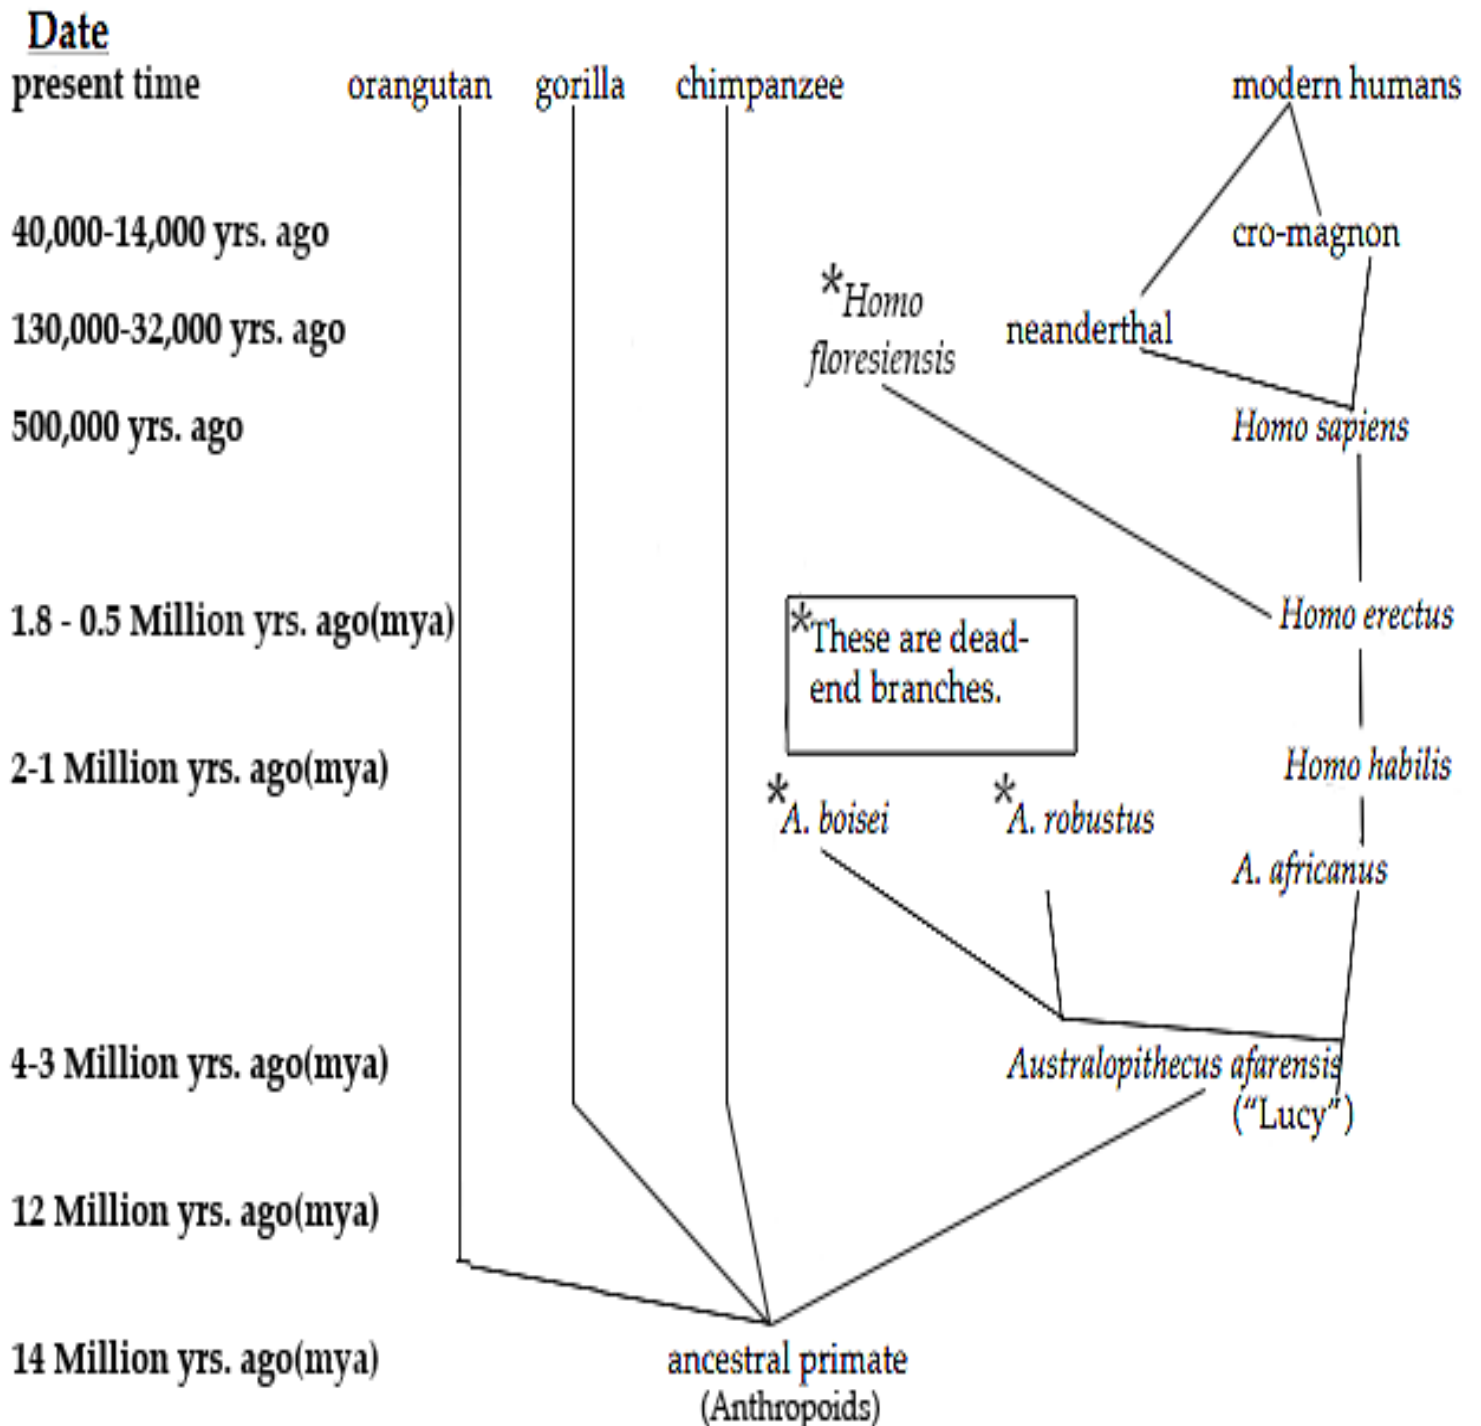 Date
present time orangutan gorilla chimpanzee modern humans
40,000-14,000 yrs. ago cro-magnon
*Homo
130,000-32,000 yrs. ago neanderthal
floresiensis
500,000 yrs. ago Homo sapiens
1.8 - 0.5 Million yrs. ago(mya) Homo erectus
*These are dead-
end branches.
2-1 Million yrs. ago(mya) Homo habilis
*A. boisei *A. robustus
A. africanus
4-3 Million yrs. ago(mya) Australopithecus afarensis
("Lucy")
12 Million yrs. ago(mya)
14 Million yrs. ago(mya) ancestral primate
(Anthropoids)